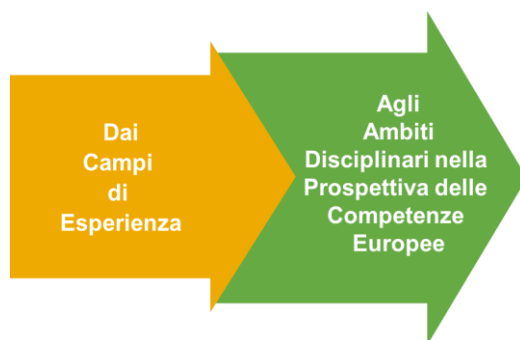 Dai
Campi
di
Esperienza
Agli
Ambiti
Disciplinari nella
Prospettiva delle
Competenze
Europee